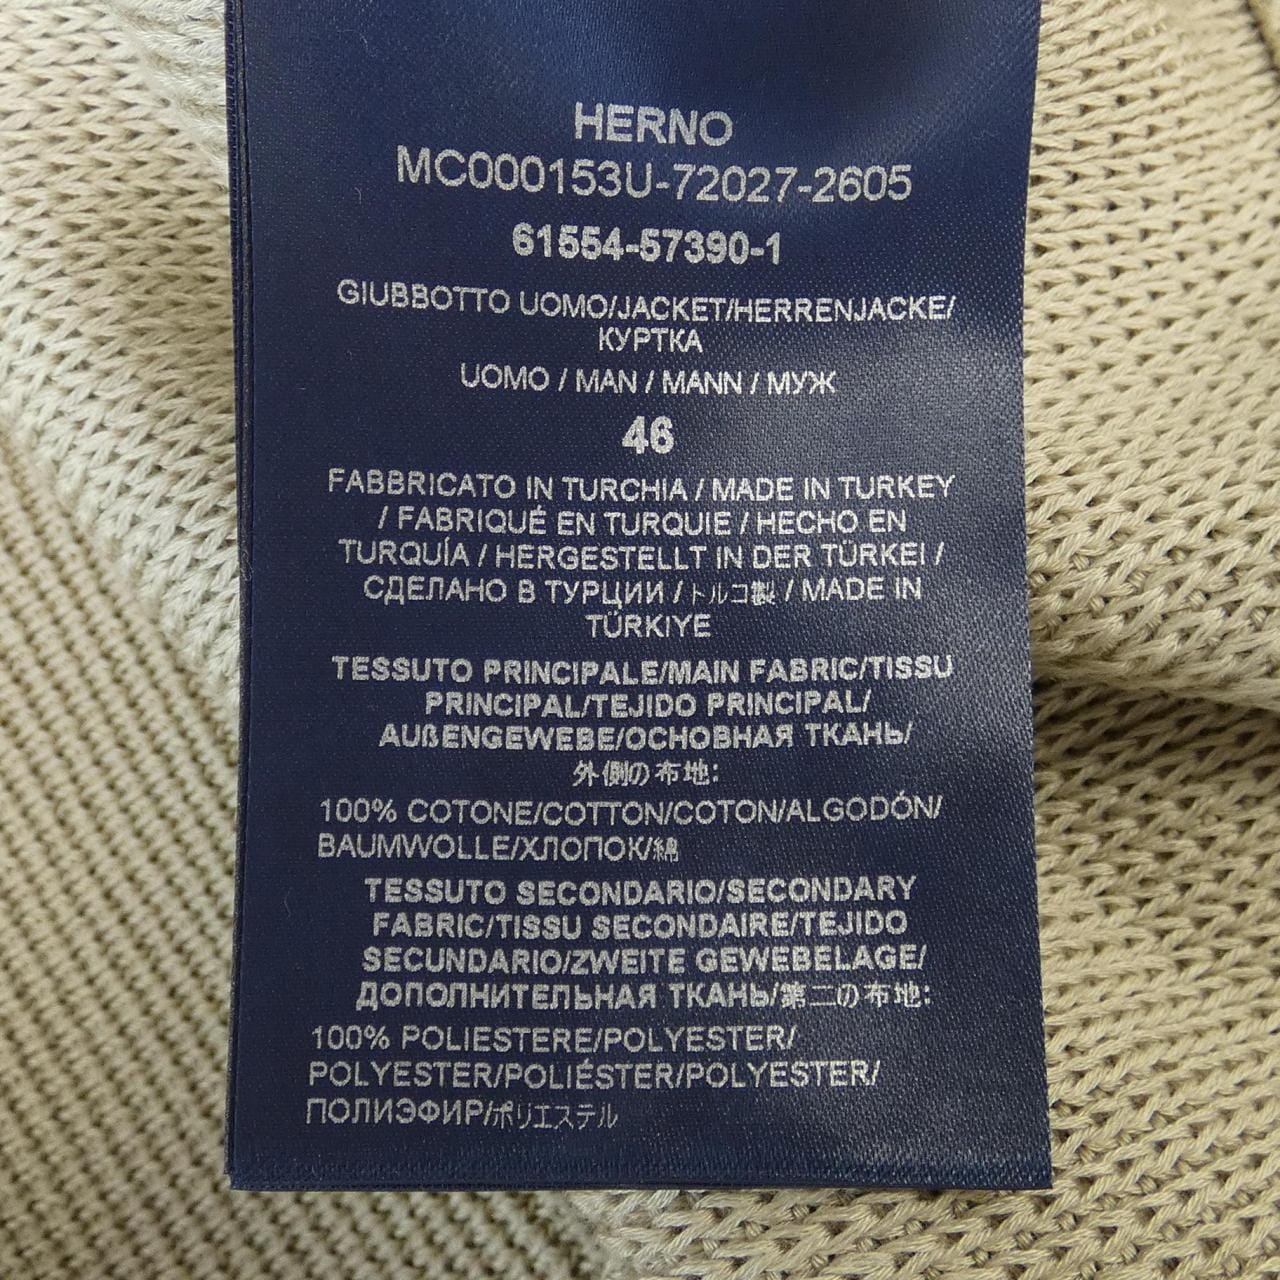 HERNO
MC000153U-72027-2605
61554-57390-1
GIUBBOTTO UOMO/JACKET/HERRENJACKE/
КУРТКА
UOMO / MAN / MANN / МУЖ
46
FABBRICATO IN TURCHIA / MADE IN TURKEY
/ FABRIQUÉ EN TURQUIE / HECHO EN
TURQUÍA / HERGESTELLT IN DER TÜRKEI /
СДЕЛАНО В ТУРЦИИ / トルコ製 / MADE IN
TÜRKIYE
TESSUTO PRINCIPALE/MAIN FABRIC/TISSU
PRINCIPAL/TEJIDO PRINCIPAL/
AUßENGEWEBE/ОСНОВНАЯ ТКАНЬ/
外側の布地:
100% COTONE/COTTON/COTON/ALGODÓN/
BAUMWOLLE/ХЛОПОК/綿
TESSUTO SECONDARIO/SECONDARY
FABRIC/TISSU SECONDAIRE/TEJIDO
SECUNDARIO/ZWEITE GEWEBELAGE/
ДОПОЛНИТЕЛЬНАЯ ТКАНЬ/第二の布地:
100% POLIESTERE/POLYESTER/
POLYESTER/POLIÉSTER/POLYESTER/
ПОЛИЭФИР/ポリエステル